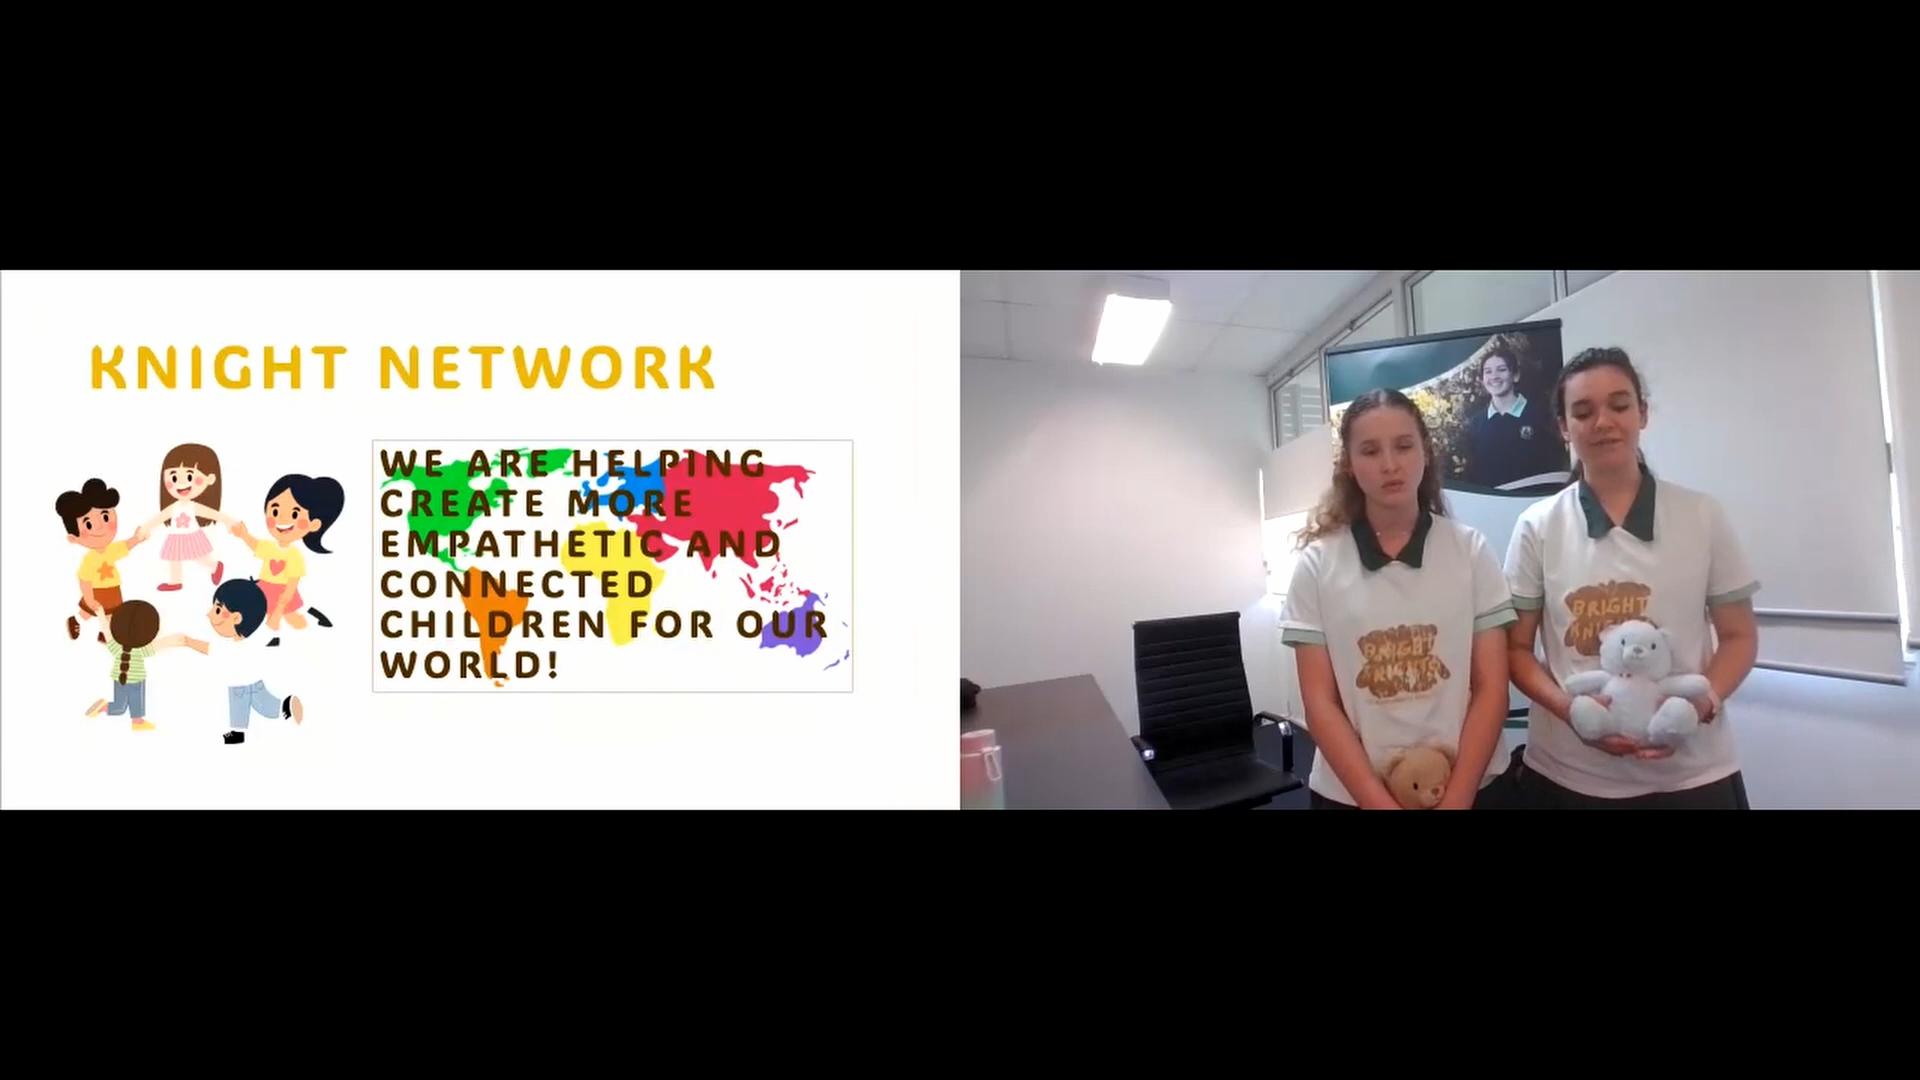 KNIGHT NETWORK
WE ARE HELPING
CREATE MORE
EMPATHETIC AND
CONNECTED
CHILDREN FOR OUR
WORLD!
BRIGHT
KNIGHTS
BRIGHT